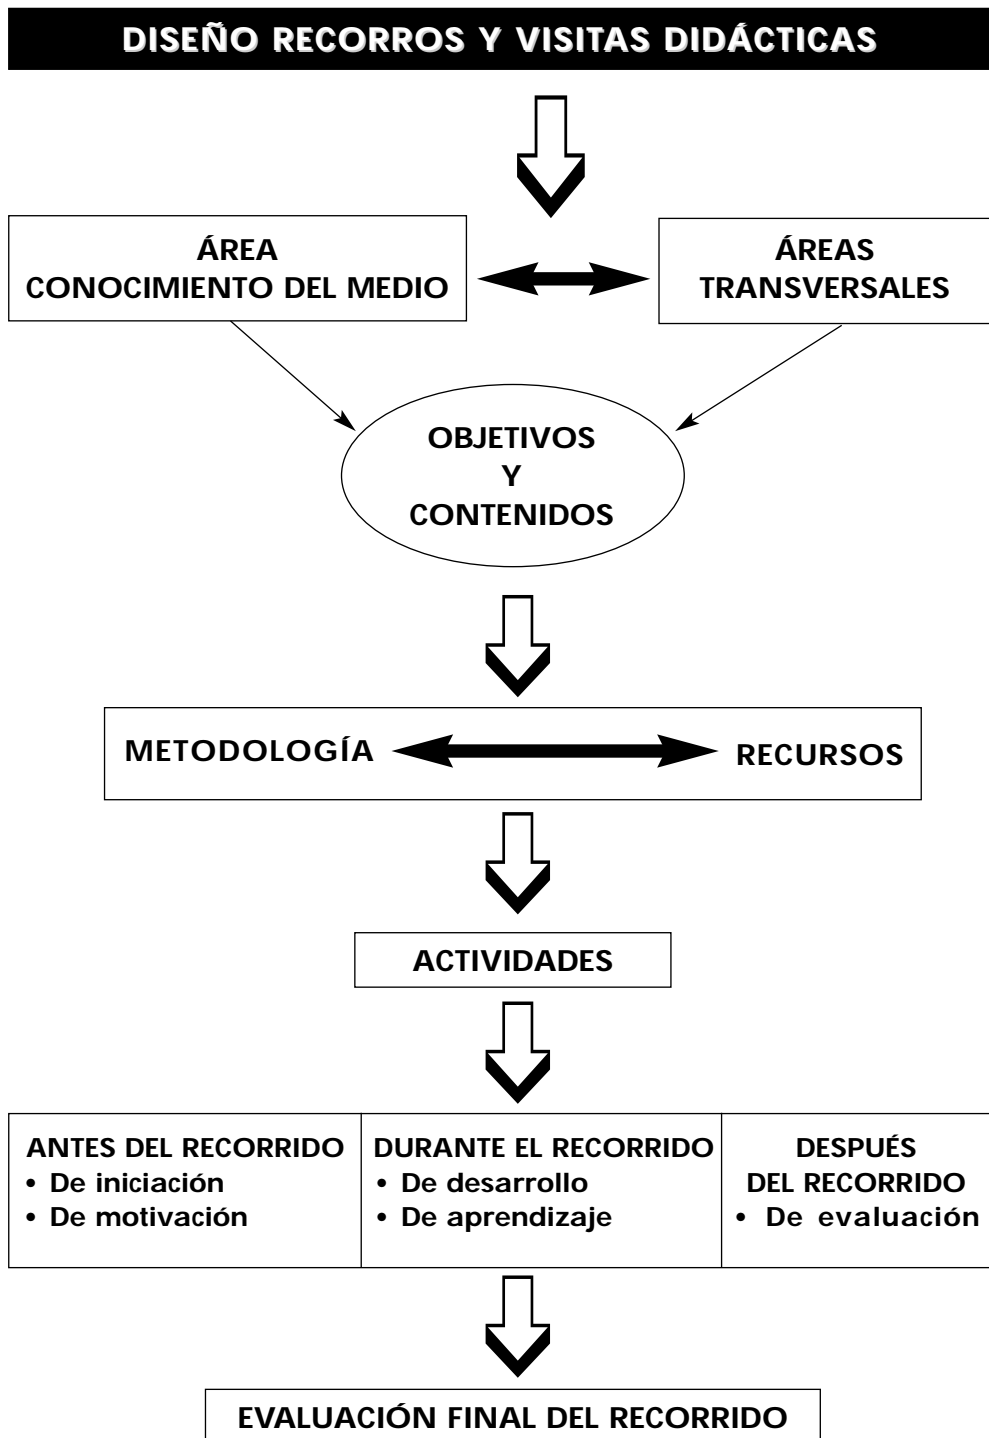 DISEÑO RECORROS Y VISITAS DIDÁCTICAS
ÁREA
CONOCIMIENTO DEL MEDIO
ÁREAS
TRANSVERSALES
OBJETIVOS
Y
CONTENIDOS
METODOLOGÍA
RECURSOS
ACTIVIDADES
ANTES DEL RECORRIDO
• De iniciación
• De motivación
DURANTE EL RECORRIDO
• De desarrollo
• De aprendizaje
DESPUÉS
DEL RECORRIDO
• De evaluación
EVALUACIÓN FINAL DEL RECORRIDO